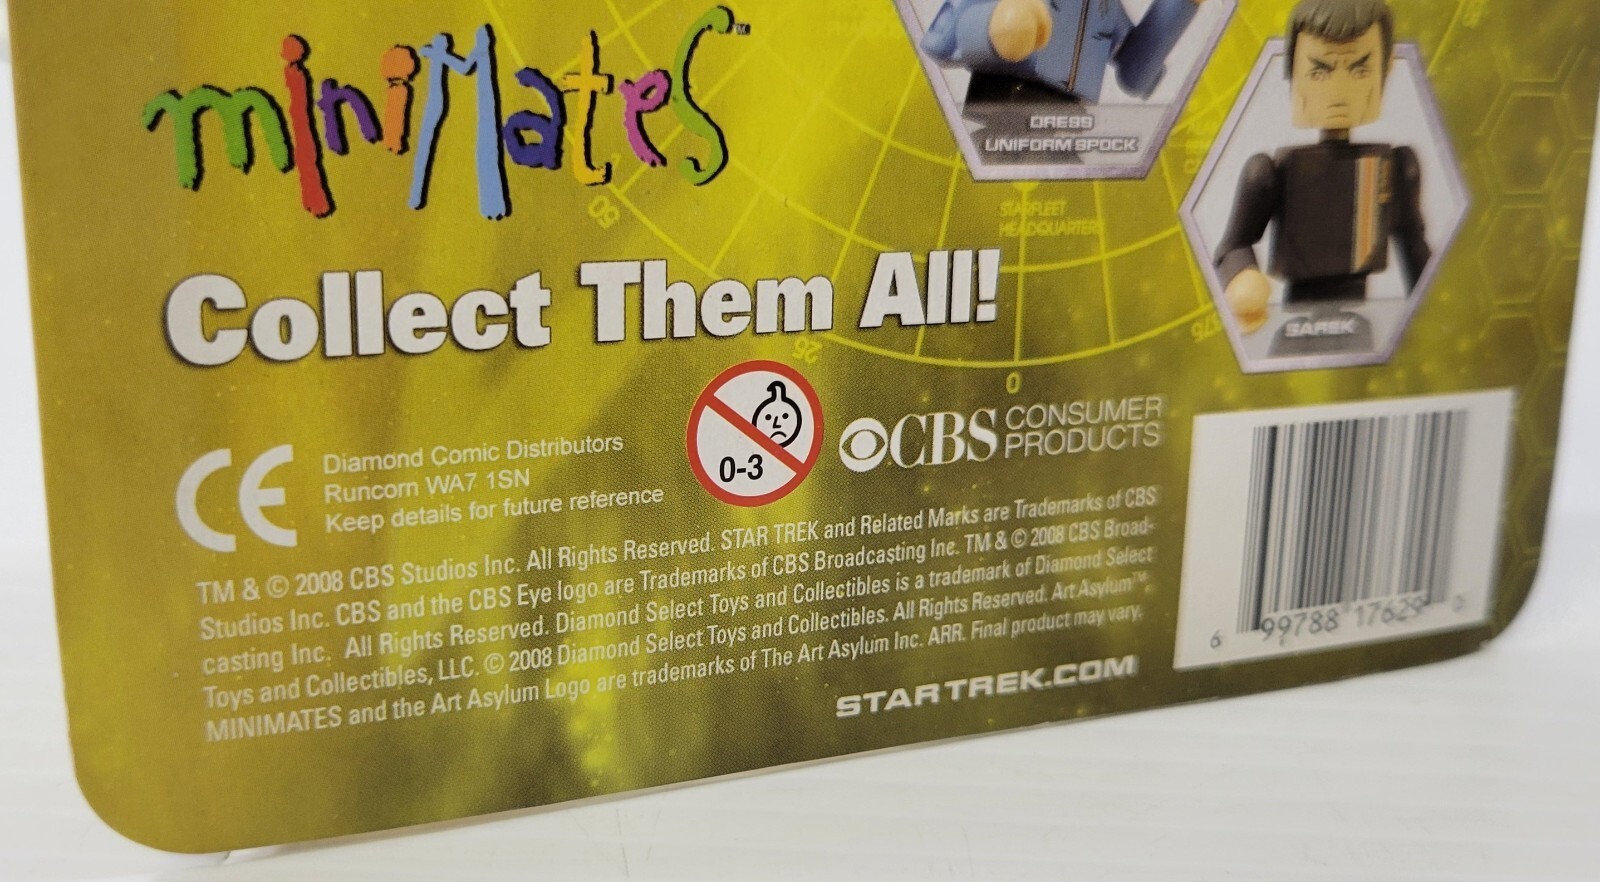 miniMates™
DRESS
UNIFORM SPOCK
STARFLEET
HEADQUARTERS
SAREK
Collect Them All!
50
25
0
CE
Diamond Comic Distributors
Runcorn WA7 1SN
Keep details for future reference
0-3
CBS CONSUMER
PRODUCTS
TM & © 2008 CBS Studios Inc. All Rights Reserved. STAR TREK and Related Marks are Trademarks of CBS
Studios Inc. CBS and the CBS Eye logo are Trademarks of CBS Broadcasting Inc. TM & © 2008 CBS Broad-
casting Inc. All Rights Reserved. Diamond Select Toys and Collectibles is a trademark of Diamond Select
Toys and Collectibles, LLC. © 2008 Diamond Select Toys and Collectibles. All Rights Reserved. Art Asylum™,
MINIMATES and the Art Asylum Logo are trademarks of The Art Asylum Inc. ARR. Final product may vary.
STARTREK.COM
6 99788 17629 0